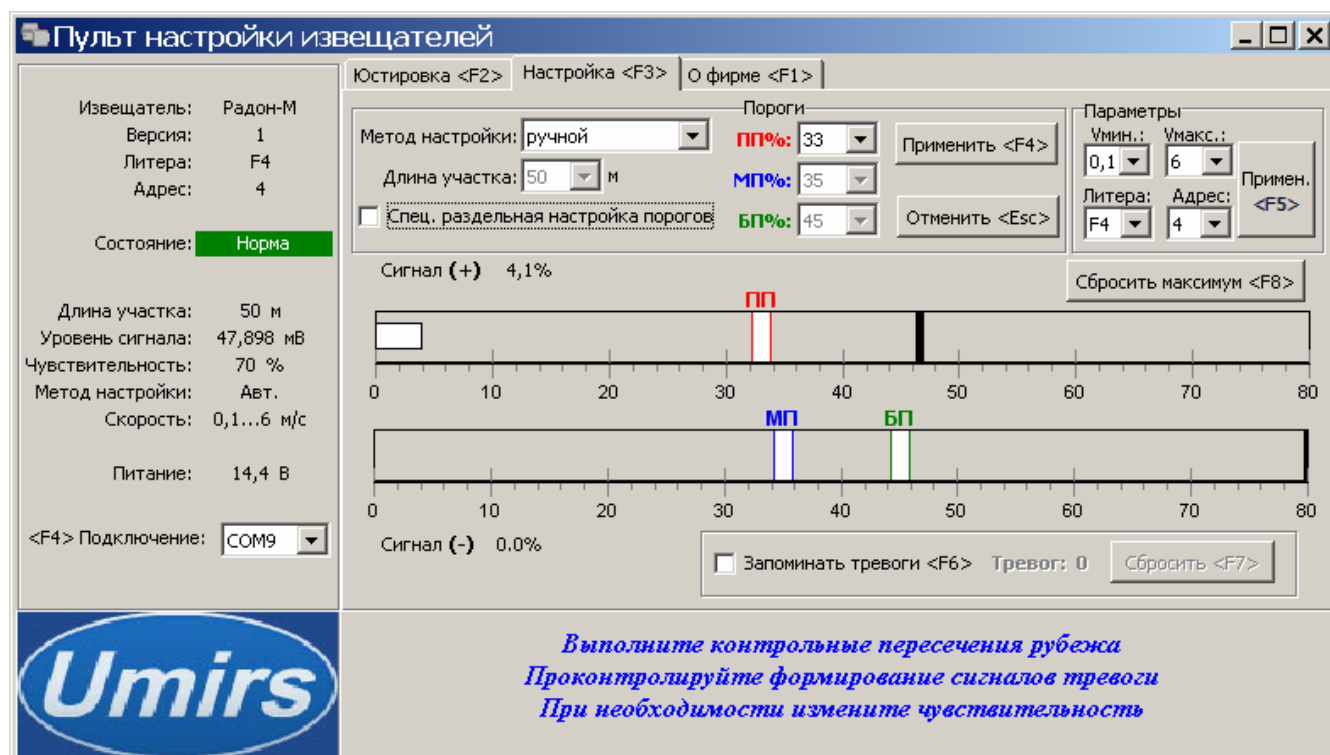 Пульт настройки извещателей
Извещатель: Радон-М
Версия: 1
Литера: F4
Адрес: 4
Состояние: Норма
Длина участка: 50 м
Уровень сигнала: 47,898 мВ
Чувствительность: 70 %
Метод настройки: Авт.
Скорость: 0,1...6 м/с
Питание: 14,4 В
<F4> Подключение: COM9
Юстировка <F2> Настройка <F3> О фирме <F1>
Пороги
Метод настройки: ручной
Длина участка: 50 м
Спец. раздельная настройка порогов
ПП%: 33
МП%: 35
БП%: 45
Применить <F4>
Отменить <Esc>
Параметры
Vмин.: Vмакс.:
0,1 6
Литера: Адрес:
F4 4
Примен.
<F5>
Сигнал (+) 4,1%
Сбросить максимум <F8>
ПП
0 10 20 30 40 50 60 70 80
МП БП
0 10 20 30 40 50 60 70 80
Сигнал (-) 0.0%
Запоминать тревоги <F6> Тревог: 0 Сбросить <F7>
Umirs
Выполните контрольные пересечения рубежа
Проконтролируйте формирование сигналов тревоги
При необходимости измените чувствительность